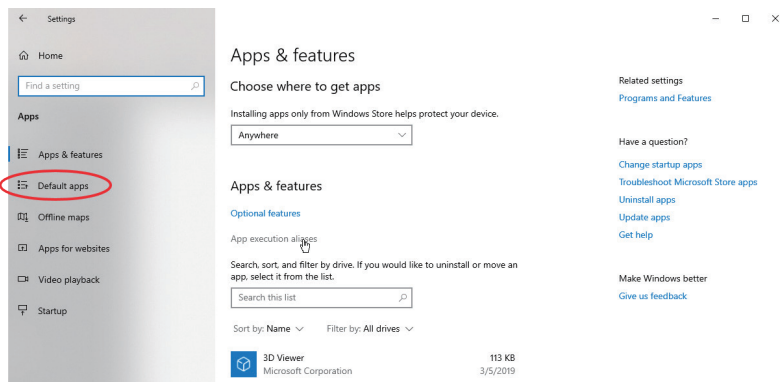 Settings
Home
Find a setting
Apps
Apps & features
Default apps
Offline maps
Apps for websites
Video playback
Startup
Apps & features
Choose where to get apps
Installing apps only from Windows Store helps protect your device.
Anywhere
Apps & features
Optional features
App execution aliases
Search, sort, and filter by drive. If you would like to uninstall or move an
app, select it from the list.
Search this list
Sort by: Name
Filter by: All drives
3D Viewer
113 KB
Microsoft Corporation
3/5/2019
Related settings
Programs and Features
Have a question?
Change startup apps
Troubleshoot Microsoft Store apps
Uninstall apps
Update apps
Get help
Make Windows better
Give us feedback